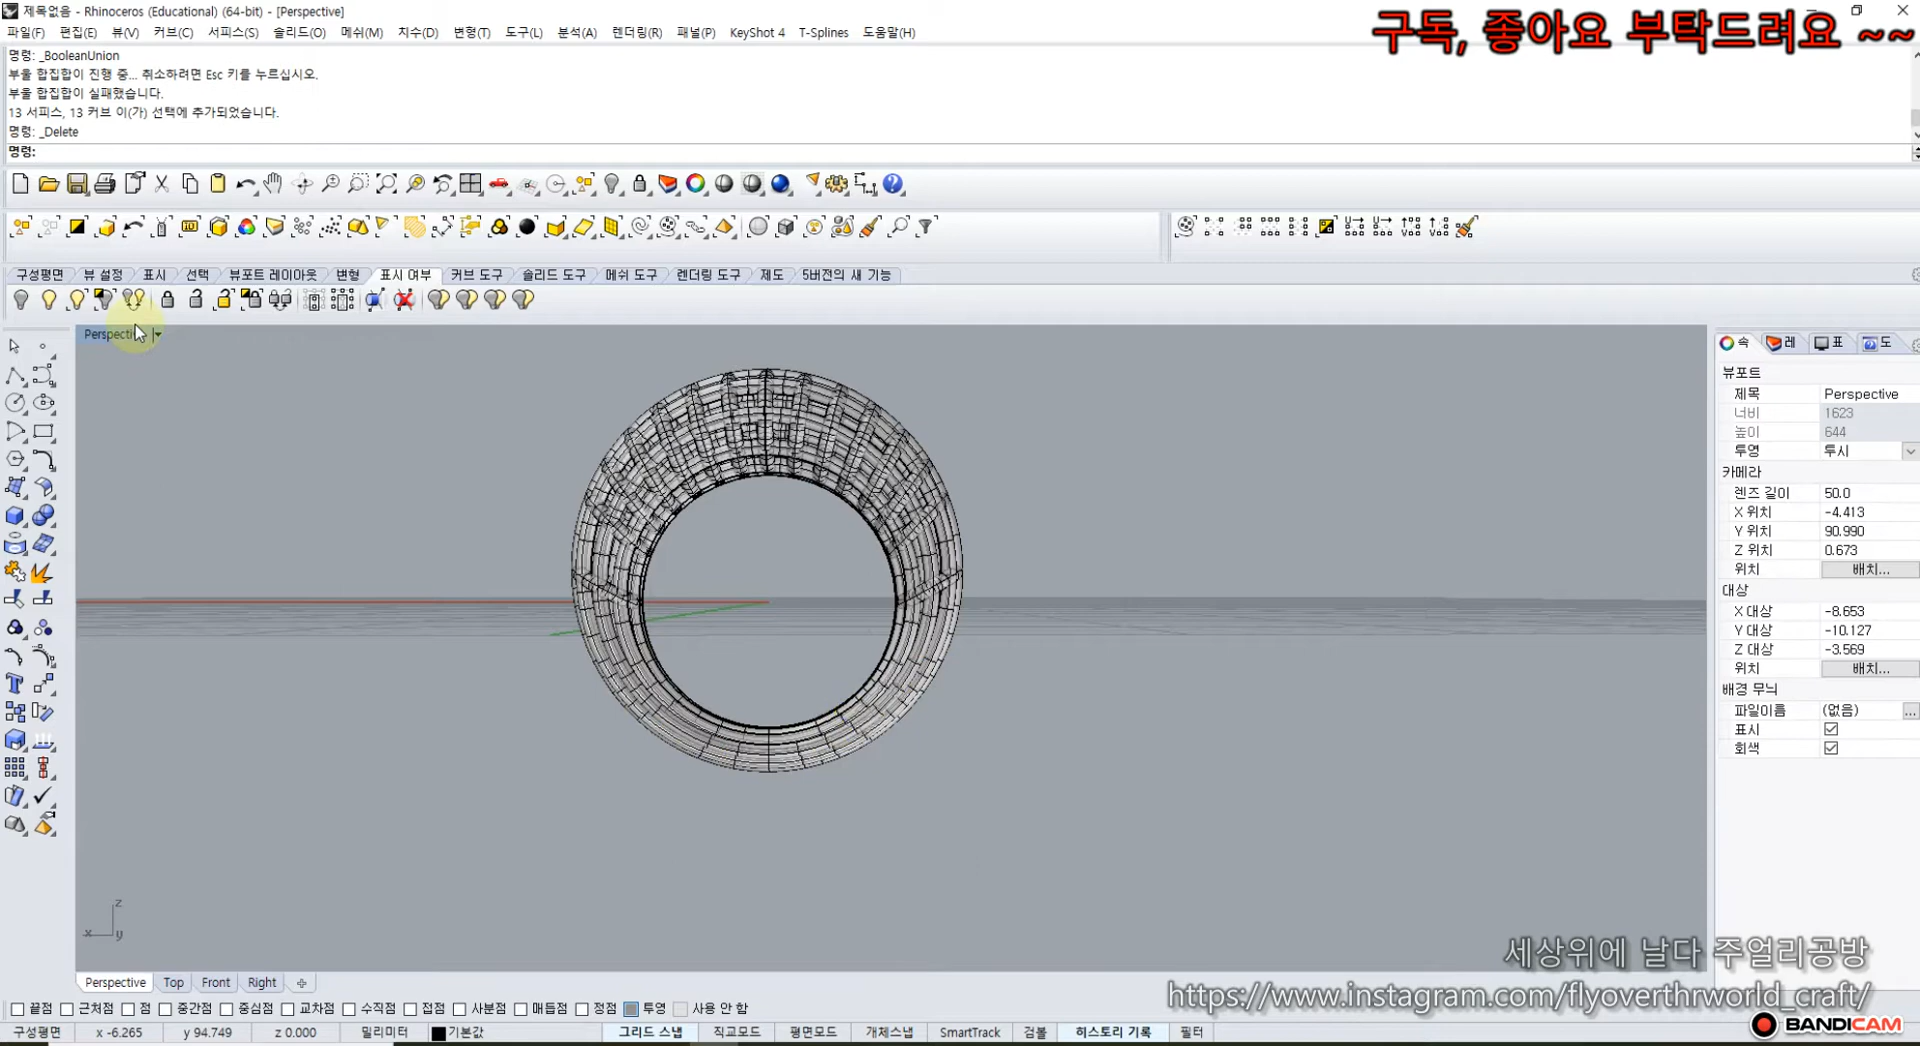 제목없음 - Rhinoceros (Educational) (64-bit) - [Perspective]
구독, 좋아요 부탁드려요 ~~
파일(F) 편집(E) 뷰(V) 커브(C) 서피스(S) 솔리드(O) 메쉬(M) 치수(D) 변형(T) 도구(L) 분석(A) 렌더링(R) 패널(P) KeyShot 4 T-Splines 도움말(H)
명령: _BooleanUnion
부울 합집합이 진행 중... 취소하려면 Esc 키를 누르십시오.
부울 합집합이 실패했습니다.
13 서피스, 13 커브 이(가) 선택에 추가되었습니다.
명령: _Delete
명령:
구성평면 뷰 설정 표시 선택 뷰포트 레이아웃 변형 표시 여부 커브 도구 솔리드 도구 메쉬 도구 렌더링 도구 제도 5버전의 새 기능
속 레 표 도
뷰포트
제목 Perspective
너비 1623
높이 644
투영 투시
카메라
렌즈 길이 50.0
X 위치 -4.413
Y 위치 90.990
Z 위치 0.673
위치 배치...
대상
X 대상 -8.653
Y 대상 -10.127
Z 대상 -3.569
위치 배치...
배경 무늬
파일이름 (없음) ...
표시
회색
z
x y
세상위에 날다 주얼리공방
https://www.instagram.com/flyoverthrworld_craft/
Perspective Top Front Right
끝점 근처점 점 중간점 중심점 교차점 수직점 접점 사분점 매듭점 정점 투영 사용 안 함
구성평면 x -6.265 y 94.749 z 0.000 밀리미터 기본값 그리드 스냅 직교모드 평면모드 개체스냅 SmartTrack 검볼 히스토리 기록 필터
BANDICAM